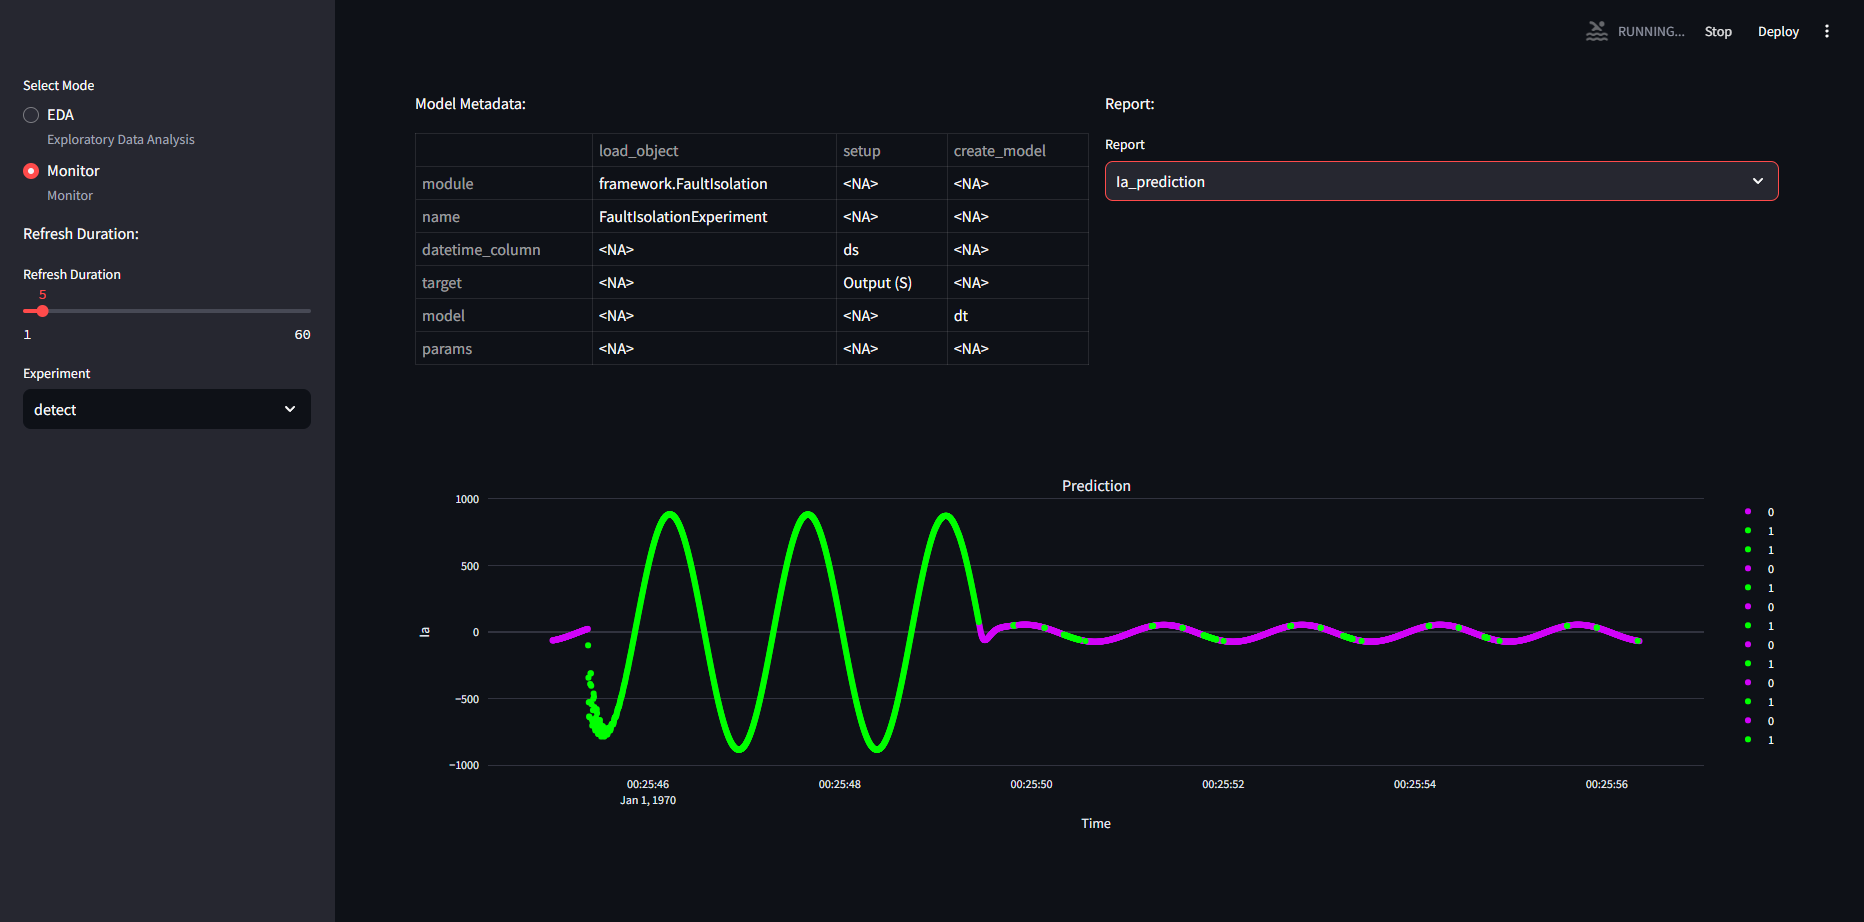 RUNNING...
Stop
Deploy
Select Mode
EDA
Exploratory Data Analysis
Monitor
Monitor
Refresh Duration:
Refresh Duration
5
1 60
Experiment
detect
Model Metadata:
load_object setup create_model
module framework.FaultIsolation <NA> <NA>
name FaultIsolationExperiment <NA> <NA>
datetime_column <NA> ds <NA>
target <NA> Output (S) <NA>
model <NA> <NA> dt
params <NA> <NA> <NA>
Report:
Report
Ia_prediction
Prediction
1000
500
0
−500
−1000
Ia
00:25:46 00:25:48 00:25:50 00:25:52 00:25:54 00:25:56
Jan 1, 1970
Time
0
1
1
0
1
0
1
0
1
0
1
0
1